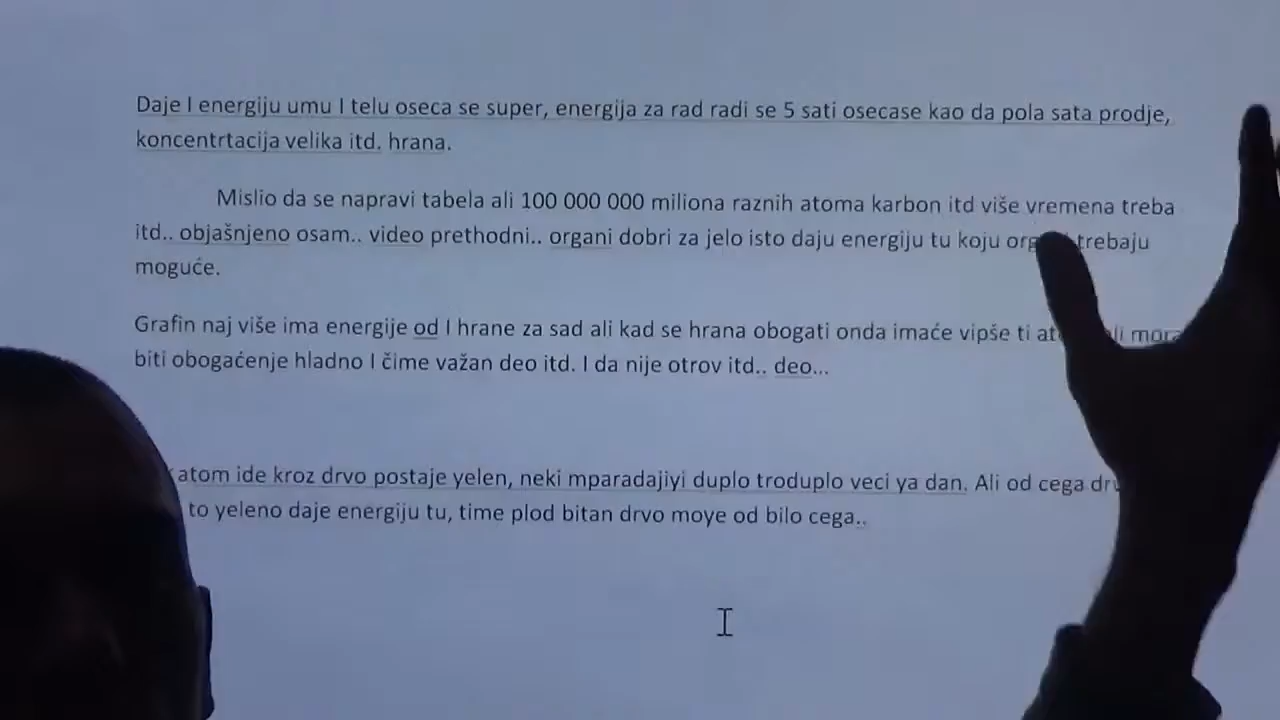 Daje I energiju umu I telu oseca se super, energija za rad radi se 5 sati osecase kao da pola sata prodje,
koncentrtacija velika itd. hrana.
Mislio da se napravi tabela ali 100 000 000 miliona raznih atoma karbon itd više vremena treba
itd.. objašnjeno osam.. video prethodni.. organi dobri za jelo isto daju energiju tu koju trebaju
moguće.
Grafin naj više ima energije od I hrane za sad ali kad se hrana obogati onda imaće vipše ti
biti obogaćenje hladno I čime važan deo itd. I da nije otrov itd.. deo...
atom ide kroz drvo postaje yelen, neki mparadajiyi duplo troduplo veci ya dan. Ali od cega
to yeleno daje energiju tu, time plod bitan drvo moye od bilo cega..